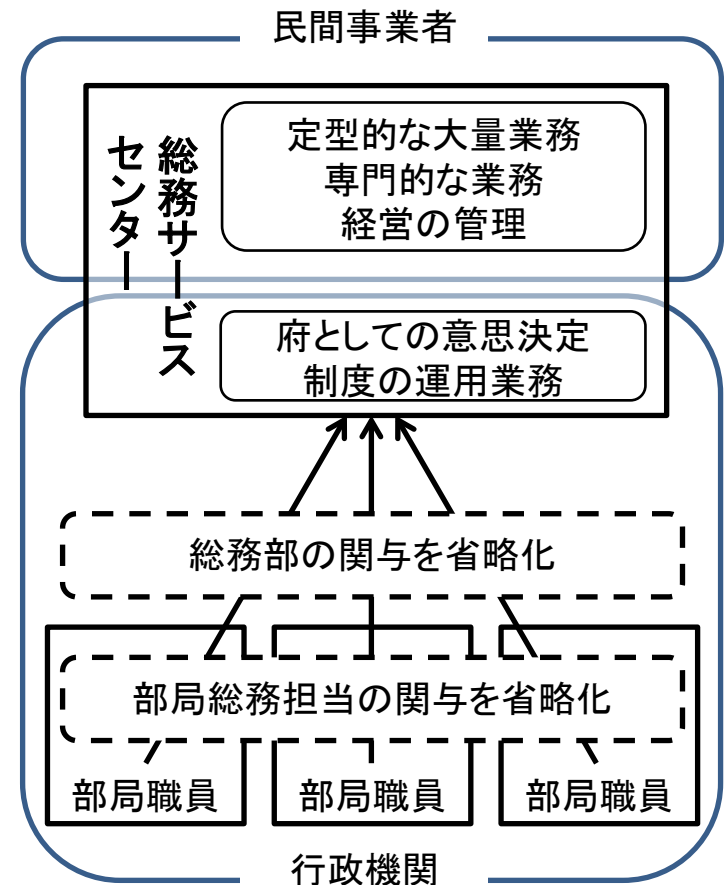 民間事業者
総務サービス
センター
定型的な大量業務
専門的な業務
経営の管理
府としての意思決定
制度の運用業務
総務部の関与を省略化
部局総務担当の関与を省略化
部局職員
部局職員
部局職員
行政機関